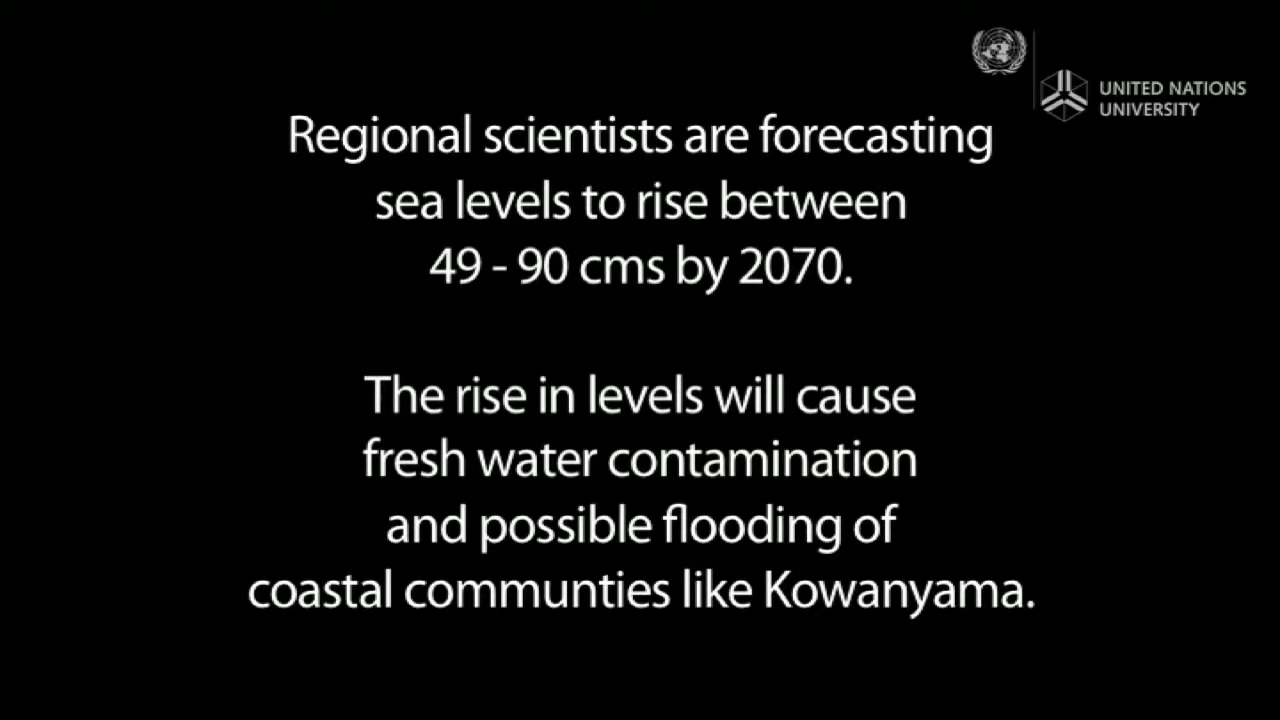 UNITED NATIONS
UNIVERSITY
Regional scientists are forecasting
sea levels to rise between
49 - 90 cms by 2070.
The rise in levels will cause
fresh water contamination
and possible flooding of
coastal communties like Kowanyama.